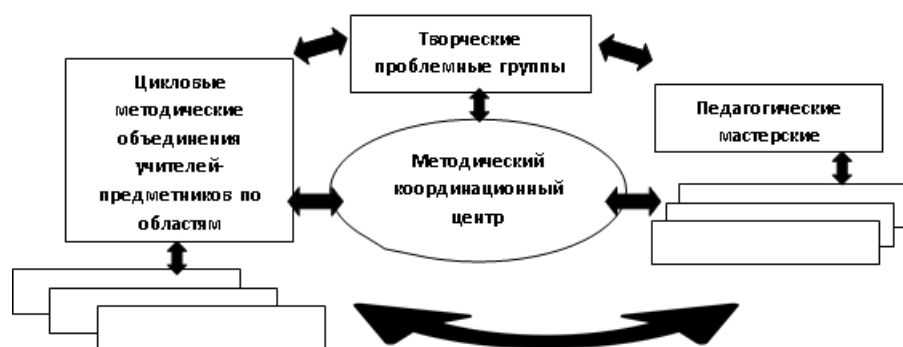 Творческие
проблемные группы
Цикловые
методические
объединения
учителей-
предметников по
областям
Педагогические
мастерские
Методический
координационный
центр